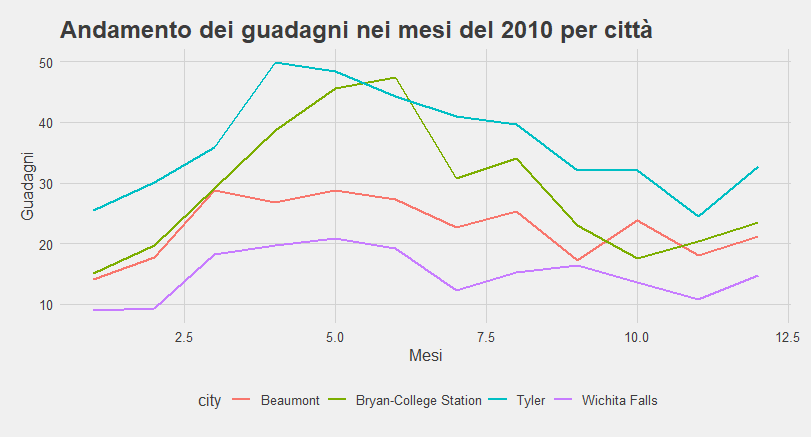 Andamento dei guadagni nei mesi del 2010 per città
50
40
30
20
10
Guadagni
2.5 5.0 7.5 10.0 12.5
Mesi
city Beaumont Bryan-College Station Tyler Wichita Falls